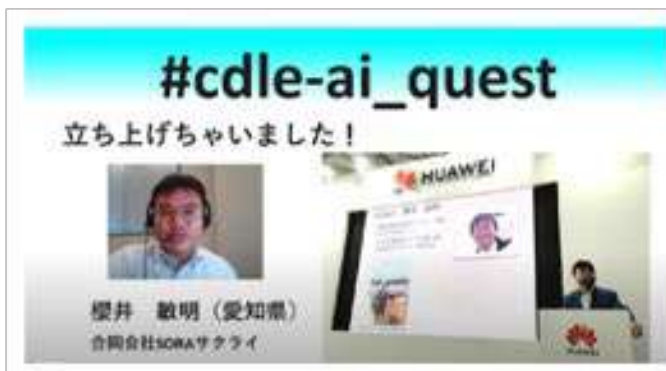 #cdle-ai_quest
立ち上げちゃいました！
HUAWEI
櫻井　敏明（愛知県）
合同会社SORAサクライ
HUAWEI